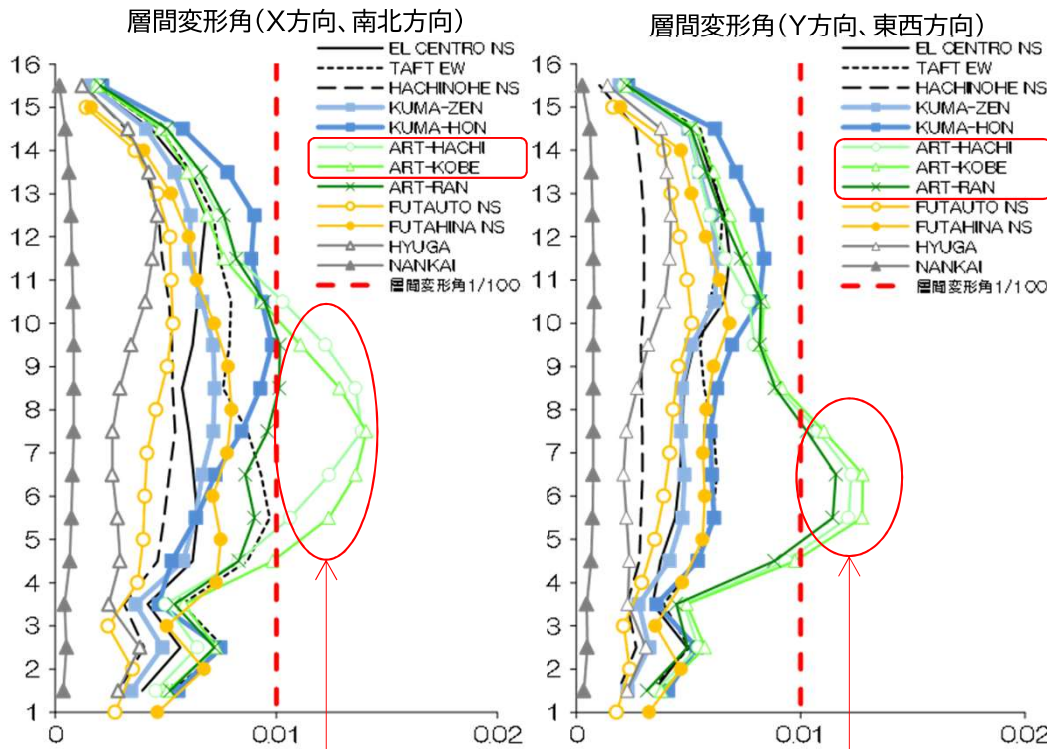 層間変形角(X方向、南北方向)
EL CENTRO NS
TAFT EW
HACHINOHE NS
KUMA-ZEN
KUMA-HON
ART-HACHI
ART-KOBE
ART-RAN
FUTAUTO NS
FUTAHINA NS
HYUGA
NANKAI
層間変形角1/100
16
15
14
13
12
11
10
9
8
7
6
5
4
3
2
1
0
0.01
0.02
層間変形角(Y方向、東西方向)
EL CENTRO NS
TAFT EW
HACHINOHE NS
KUMA-ZEN
KUMA-HON
ART-HACHI
ART-KOBE
ART-RAN
FUTAUTO NS
FUTAHINA NS
HYUGA
NANKAI
層間変形角1/100
16
15
14
13
12
11
10
9
8
7
6
5
4
3
2
1
0
0.01
0.02